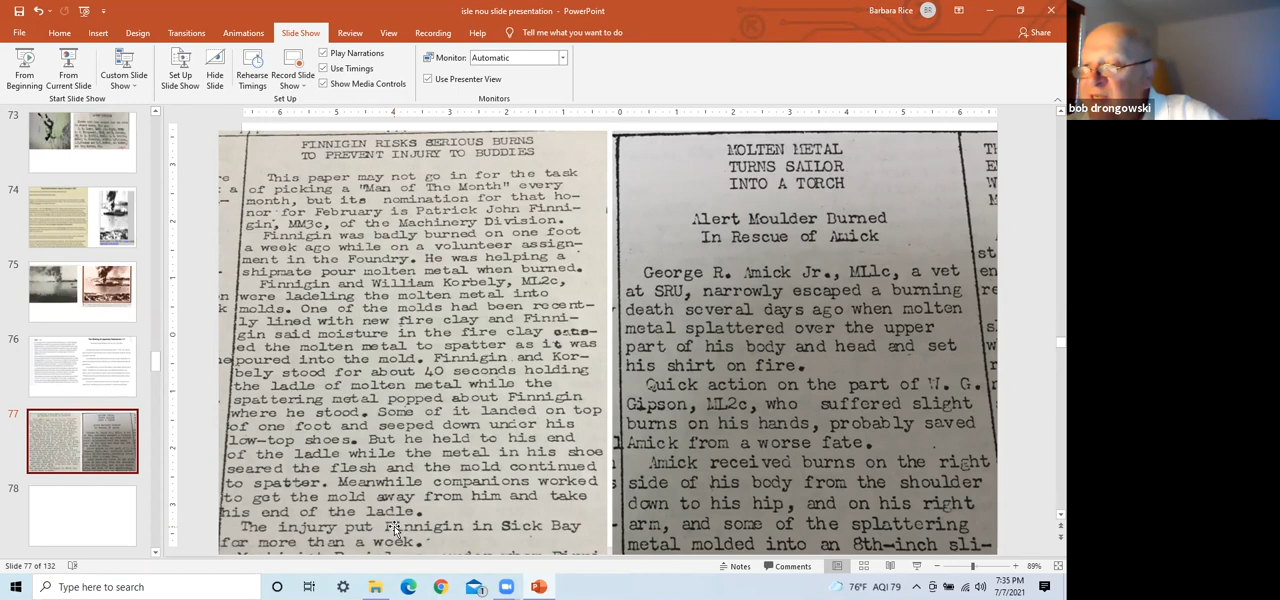 isle nou slide presentation - PowerPoint
Barbara Rice
BR
File
Home
Insert
Design
Transitions
Animations
Slide Show
Review
View
Recording
Help
Tell me what you want to do
Share
From Beginning
From Current Slide
Custom Slide Show
Set Up Slide Show
Hide Slide
Rehearse Timings
Record Slide Show
Play Narrations
Use Timings
Show Media Controls
Monitor: Automatic
Use Presenter View
Start Slide Show
Set Up
Monitors
bob drongowski
73
74
75
76
77
78
FINNIGIN RISKS SERIOUS BURNS
TO PREVENT INJURY TO BUDDIES
This paper may not go in for the task
of picking a "Man of The Month" every
month, but its nomination for that ho-
nor for February is Patrick John Finni-
gin, MM3c, of the Machinery Division.
Finnigin was badly burned on one foot
a week ago while on a volunteer assign-
ment in the Foundry. He was helping a
shipmate pour molten metal when burned.
Finnigin and William Korbely, ML2c,
were ladeling the molten metal into
molds. One of the molds had been recent-
ly lined with new fire clay and Finni-
gin said moisture in the fire clay
ed the molten metal to spatter as it was
poured into the mold. Finnigin and Kor-
bely stood for about 40 seconds holding
the ladle of molten metal while the
spattering metal popped about Finnigin
where he stood. Some of it landed on top
of one foot and seeped down under his
low-top shoes. But he held to his end
of the ladle while the metal in his shoe
seared the flesh and the mold continued
to spatter. Meanwhile companions worked
to get the mold away from him and take
his end of the ladle.
The injury put Finnigin in Sick Bay
for more than a week.
MOLTEN METAL
TURNS SAILOR
INTO A TORCH
Alert Moulder Burned
In Rescue of Amick
George R. Amick Jr., ML1c, a vet
at SRU, narrowly escaped a burning
death several days ago when molten
metal splattered over the upper
part of his body and head and set
his shirt on fire.
Quick action on the part of W. G.
Gipson, ML2c, who suffered slight
burns on his hands, probably saved
Amick from a worse fate.
Amick received burns on the right
side of his body from the shoulder
down to his hip, and on his right
arm, and some of the splattering
metal molded into an 8th-inch sli-
Slide 77 of 132
Notes
Comments
89%
Type here to search
76°F AQI 79
7:35 PM
7/7/2021